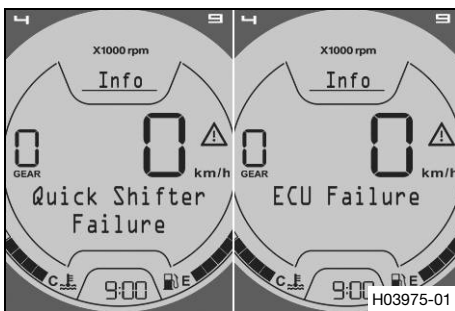 4 9
X1000 rpm
Info
0 0
GEAR km/h
Quick Shifter
Failure
C 9:00 E
4 9
X1000 rpm
Info
0 0
GEAR km/h
ECU Failure
C 9:00 E
H03975-01